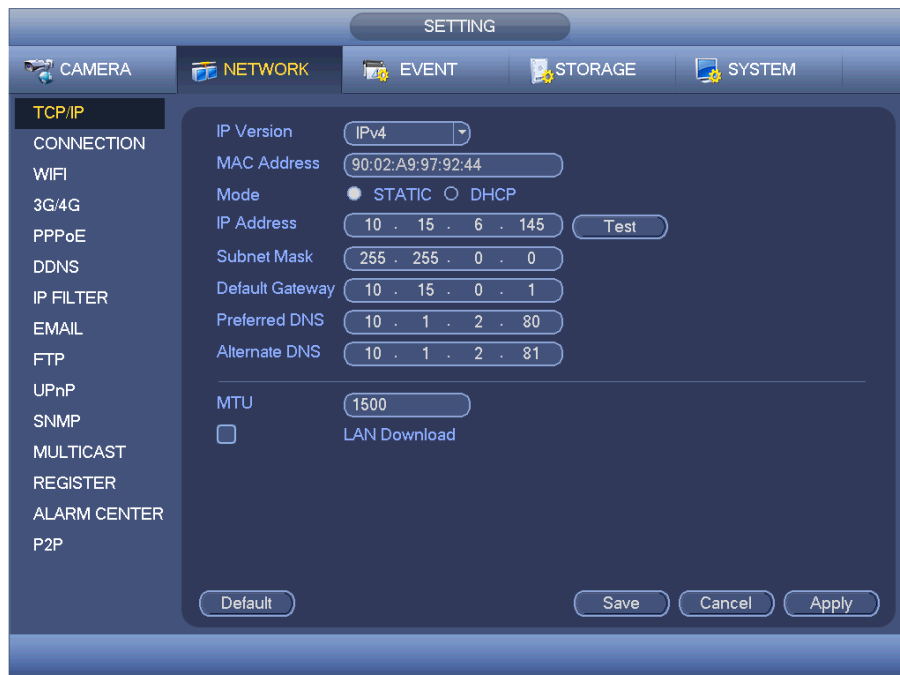 SETTING
CAMERA NETWORK EVENT STORAGE SYSTEM
TCP/IP
CONNECTION
WIFI
3G/4G
PPPoE
DDNS
IP FILTER
EMAIL
FTP
UPnP
SNMP
MULTICAST
REGISTER
ALARM CENTER
P2P
IP Version IPv4
MAC Address 90:02:A9:97:92:44
Mode STATIC DHCP
IP Address 10 . 15 . 6 . 145 Test
Subnet Mask 255 . 255 . 0 . 0
Default Gateway 10 . 15 . 0 . 1
Preferred DNS 10 . 1 . 2 . 80
Alternate DNS 10 . 1 . 2 . 81
MTU 1500
LAN Download
Default Save Cancel Apply